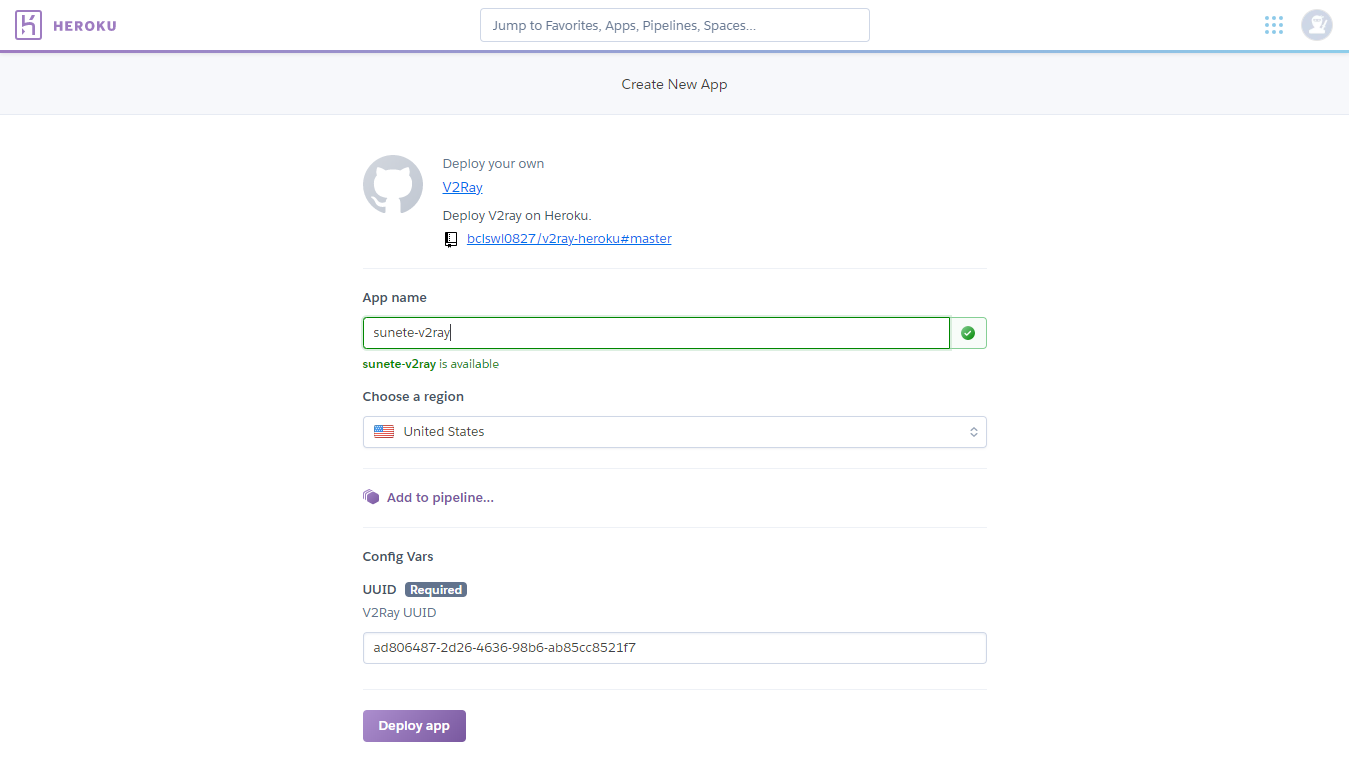 HEROKU
Jump to Favorites, Apps, Pipelines, Spaces...
Create New App
Deploy your own
V2Ray
Deploy V2ray on Heroku.
bclswl0827/v2ray-heroku#master
App name
sunete-v2ray
sunete-v2ray is available
Choose a region
United States
Add to pipeline...
Config Vars
UUID Required
V2Ray UUID
ad806487-2d26-4636-98b6-ab85cc8521f7
Deploy app